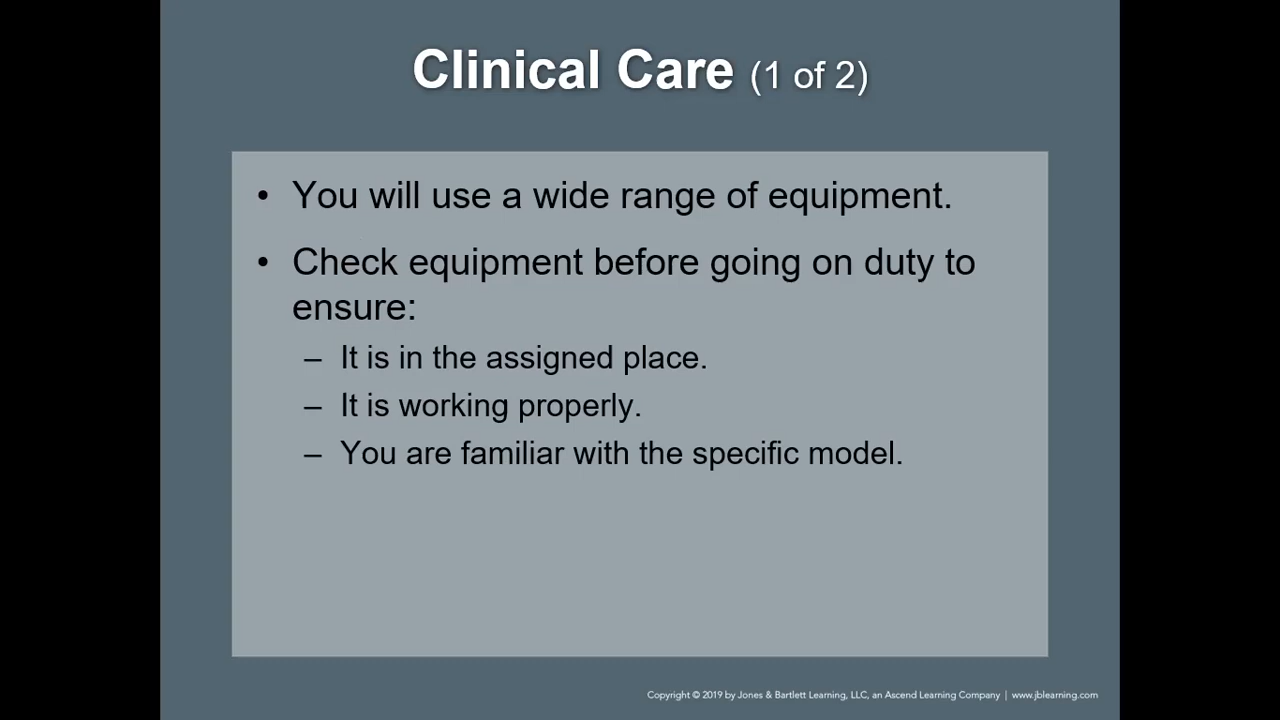 Clinical Care (1 of 2)
• You will use a wide range of equipment.
• Check equipment before going on duty to
ensure:
– It is in the assigned place.
– It is working properly.
– You are familiar with the specific model.
Copyright © 2019 by Jones & Bartlett Learning, LLC, an Ascend Learning Company | www.jblearning.com